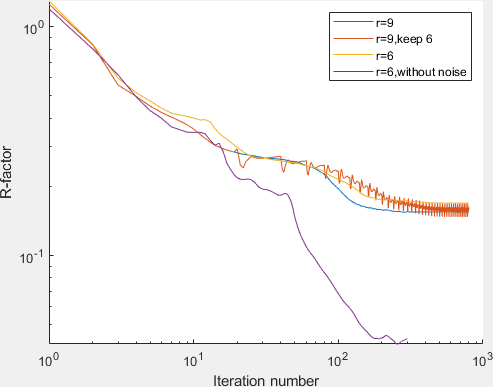 r=9
r=9,keep 6
r=6
r=6,without noise
R-factor
10^0
10^-1
10^0
10^1
10^2
10^3
Iteration number